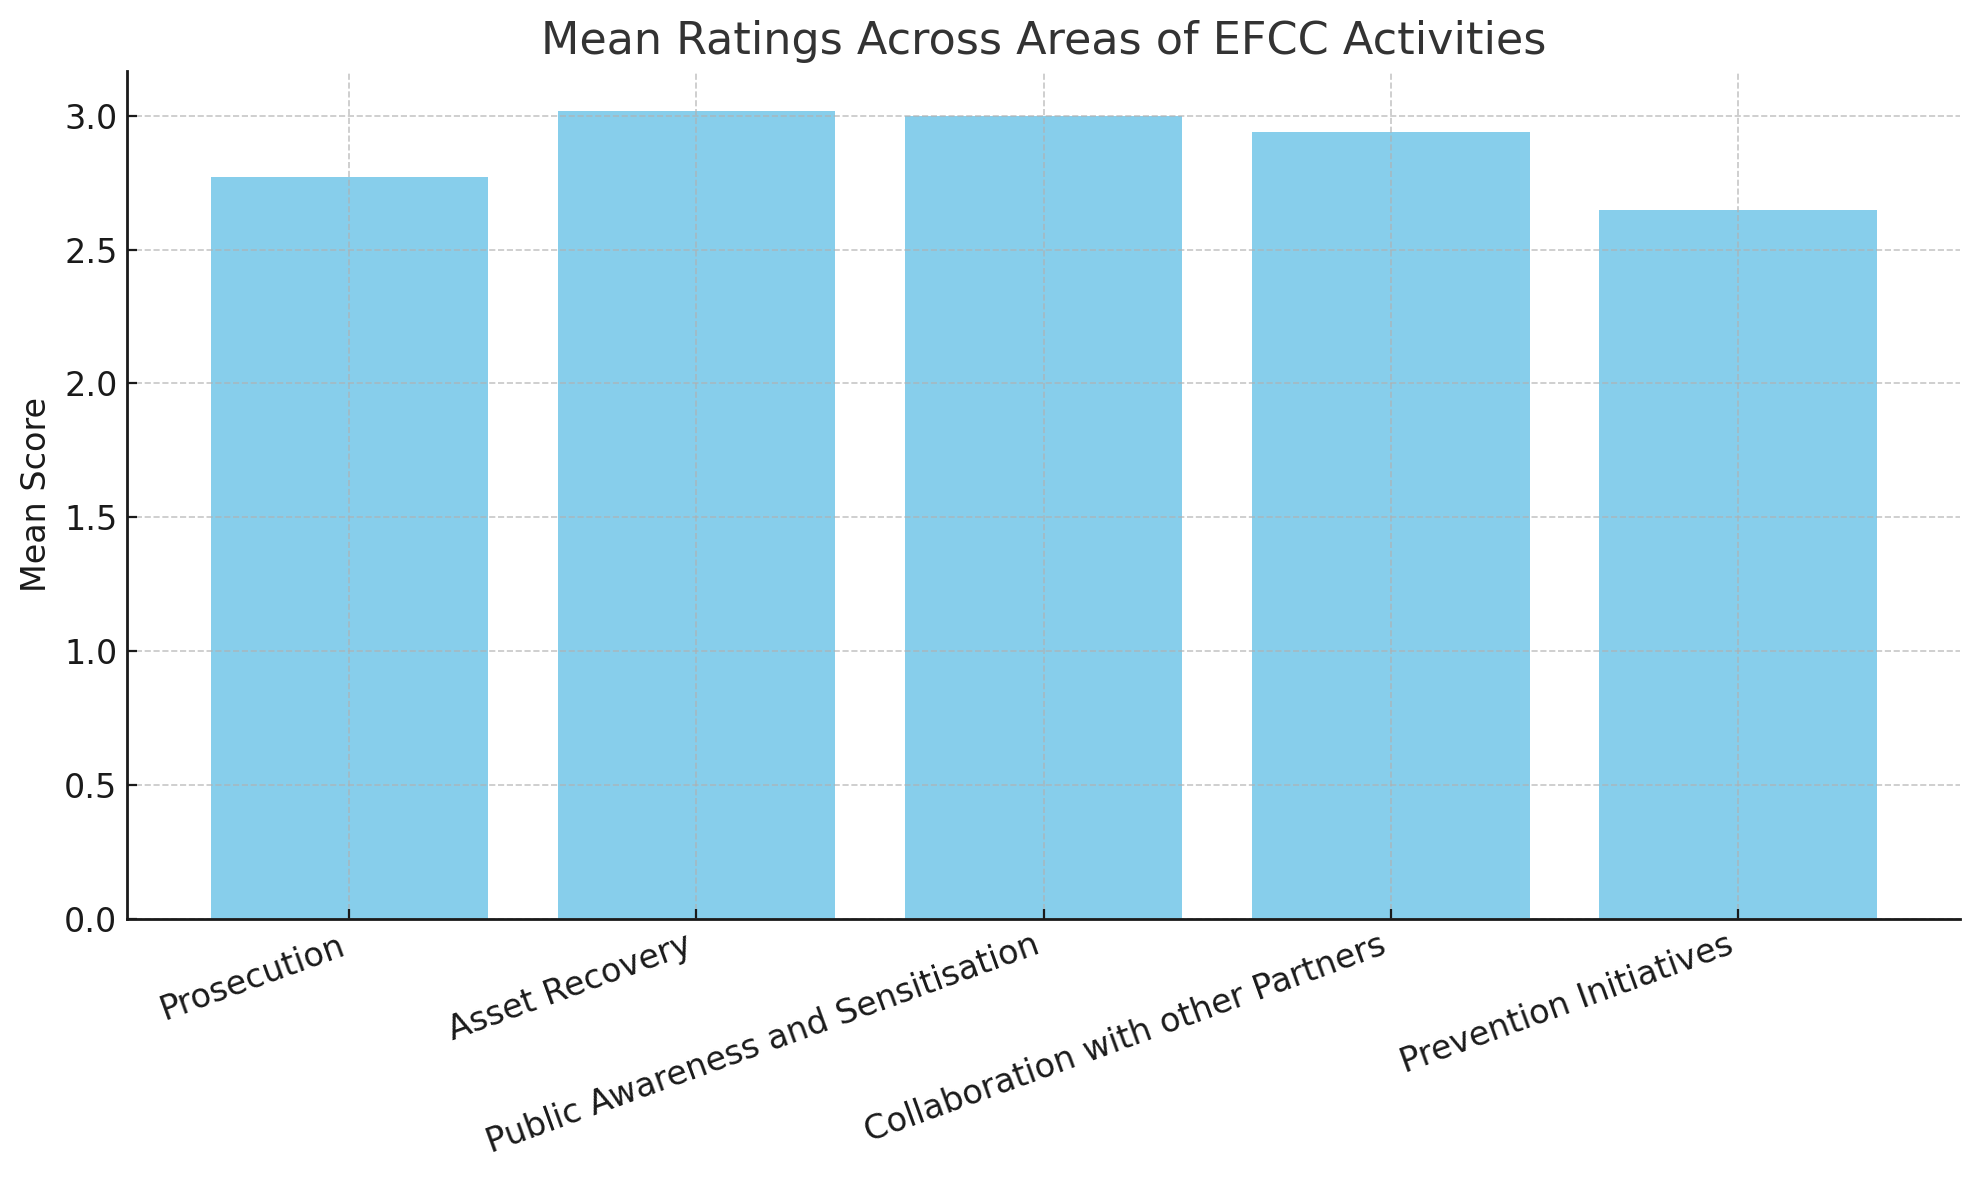 Mean Ratings Across Areas of EFCC Activities
Mean Score
3.0
2.5
2.0
1.5
1.0
0.5
0.0
Prosecution
Asset Recovery
Public Awareness and Sensitisation
Collaboration with other Partners
Prevention Initiatives